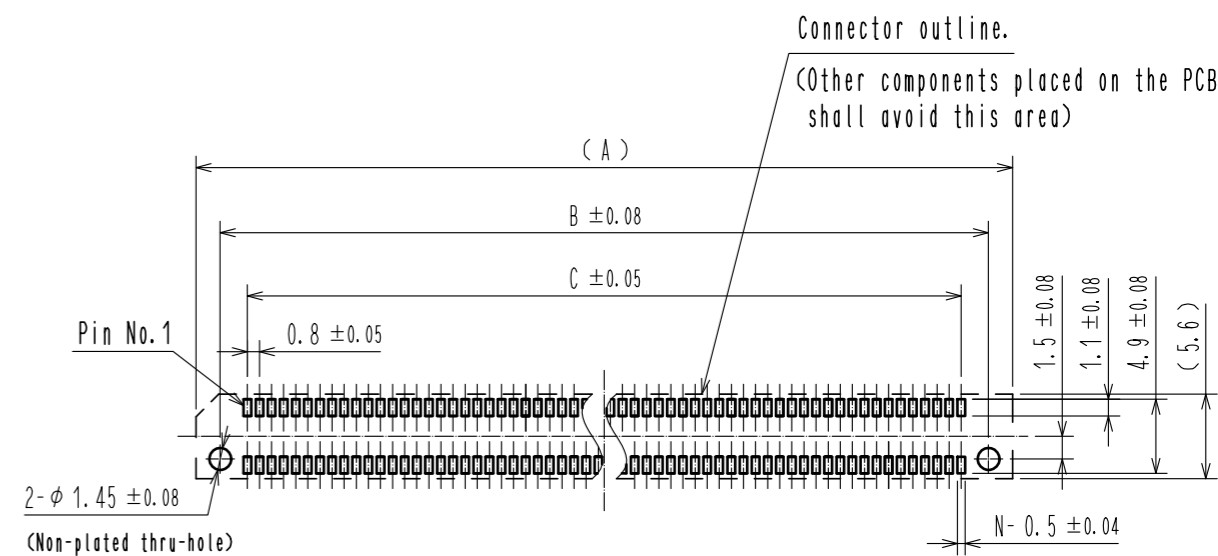 Connector outline.
(Other components placed on the PCB
shall avoid this area)
(A)
B ±0.08
C ±0.05
Pin No.1
0.8 ±0.05
1.5 ±0.08
1.1 ±0.08
4.9 ±0.08
(5.6)
2-φ 1.45 ±0.08
(Non-plated thru-hole)
N- 0.5 ±0.04